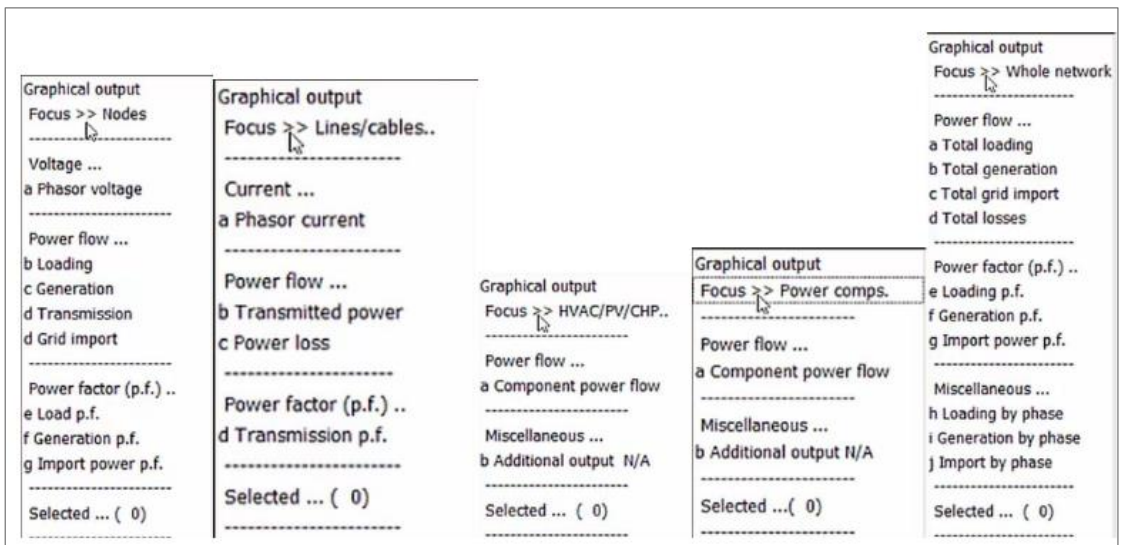 Graphical output
Focus >> Nodes
-----------------------
Voltage ...
a Phasor voltage
-----------------------
Power flow ...
b Loading
c Generation
d Transmission
d Grid import
-----------------------
Power factor (p.f.) ..
e Load p.f.
f Generation p.f.
g Import power p.f.
-----------------------
Selected ... ( 0)
-----------------------
Graphical output
Focus >> Lines/cables..
-----------------------
Current ...
a Phasor current
-----------------------
Power flow ...
b Transmitted power
c Power loss
-----------------------
Power factor (p.f.) ..
d Transmission p.f.
-----------------------
Selected ... ( 0)
-----------------------
Graphical output
Focus >> HVAC/PV/CHP..
-----------------------
Power flow ...
a Component power flow
-----------------------
Miscellaneous ...
b Additional output N/A
-----------------------
Selected ... ( 0)
-----------------------
Graphical output
Focus >> Power comps.
-----------------------
Power flow ...
a Component power flow
-----------------------
Miscellaneous ...
b Additional output N/A
-----------------------
Selected ...( 0)
-----------------------
Graphical output
Focus >> Whole network
-----------------------
Power flow ...
a Total loading
b Total generation
c Total grid import
d Total losses
-----------------------
Power factor (p.f.) ..
e Loading p.f.
f Generation p.f.
g Import power p.f.
-----------------------
Miscellaneous ...
h Loading by phase
i Generation by phase
j Import by phase
-----------------------
Selected ... ( 0)
-----------------------